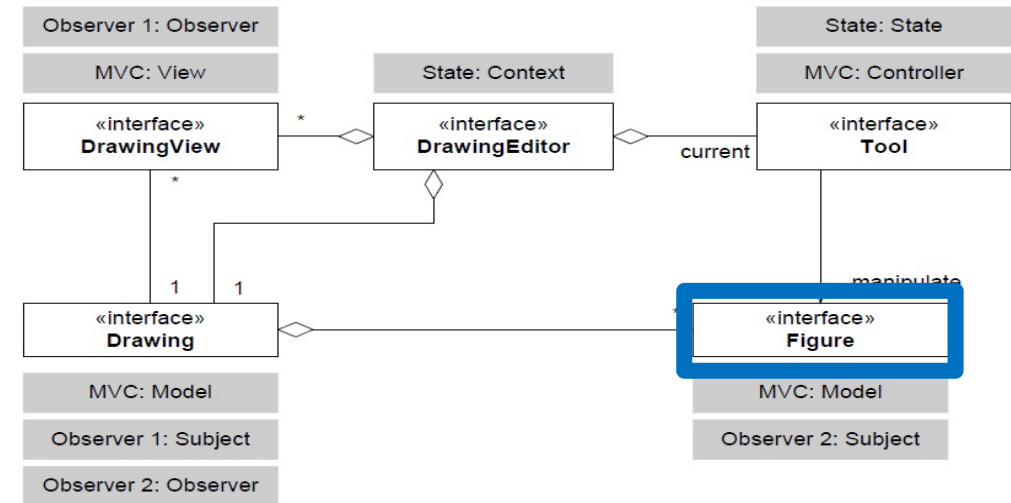 Observer 1: Observer
State: State
MVC: View
State: Context
MVC: Controller
«interface»
DrawingView
*
«interface»
DrawingEditor
current
«interface»
Tool
*
1
1
manipulate
«interface»
Drawing
*
«interface»
Figure
MVC: Model
MVC: Model
Observer 1: Subject
Observer 2: Subject
Observer 2: Observer